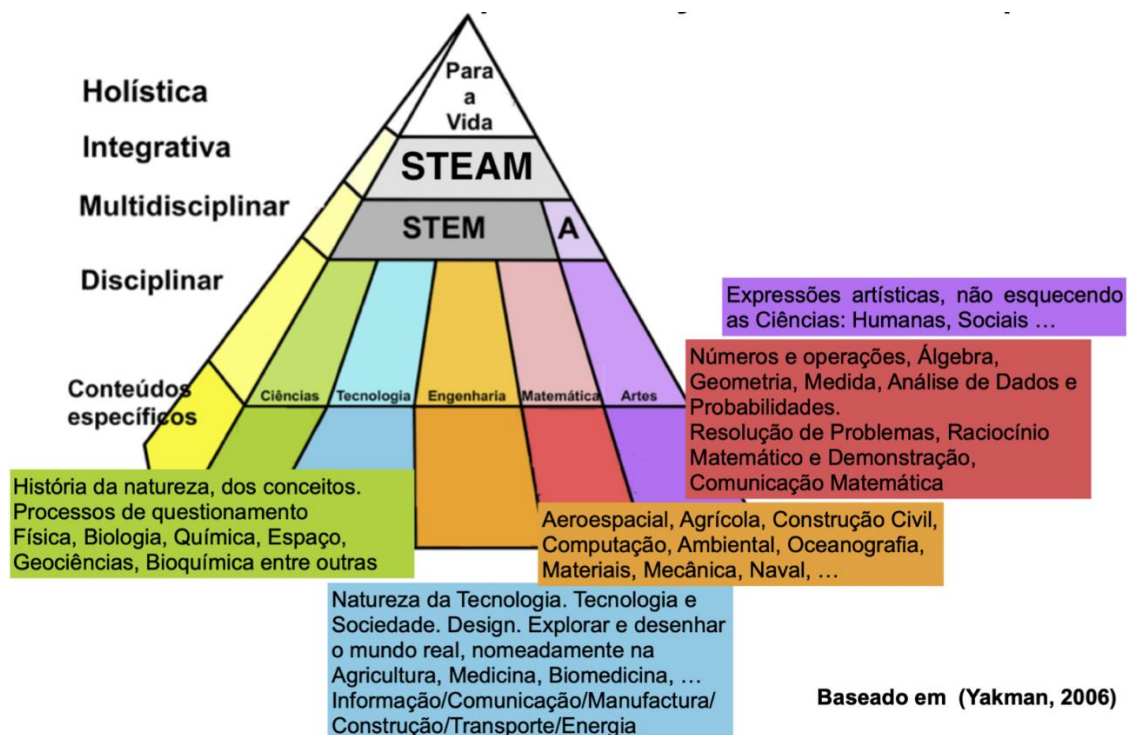 Holística
Integrativa
Multidisciplinar
Disciplinar
Conteúdos
específicos
Para
a
Vida
STEAM
STEM
A
Ciências
Tecnologia
Engenharia
Matemática
Artes
Expressões artísticas, não esquecendo
as Ciências: Humanas, Sociais ...
Números e operações, Álgebra,
Geometria, Medida, Análise de Dados e
Probabilidades.
Resolução de Problemas, Raciocínio
Matemático e Demonstração,
Comunicação Matemática
História da natureza, dos conceitos.
Processos de questionamento
Física, Biologia, Química, Espaço,
Geociências, Bioquímica entre outras
Aeroespacial, Agrícola, Construção Civil,
Computação, Ambiental, Oceanografia,
Materiais, Mecânica, Naval, ...
Natureza da Tecnologia. Tecnologia e
Sociedade. Design. Explorar e desenhar
o mundo real, nomeadamente na
Agricultura, Medicina, Biomedicina, ...
Informação/Comunicação/Manufactura/
Construção/Transporte/Energia
Baseado em (Yakman, 2006)